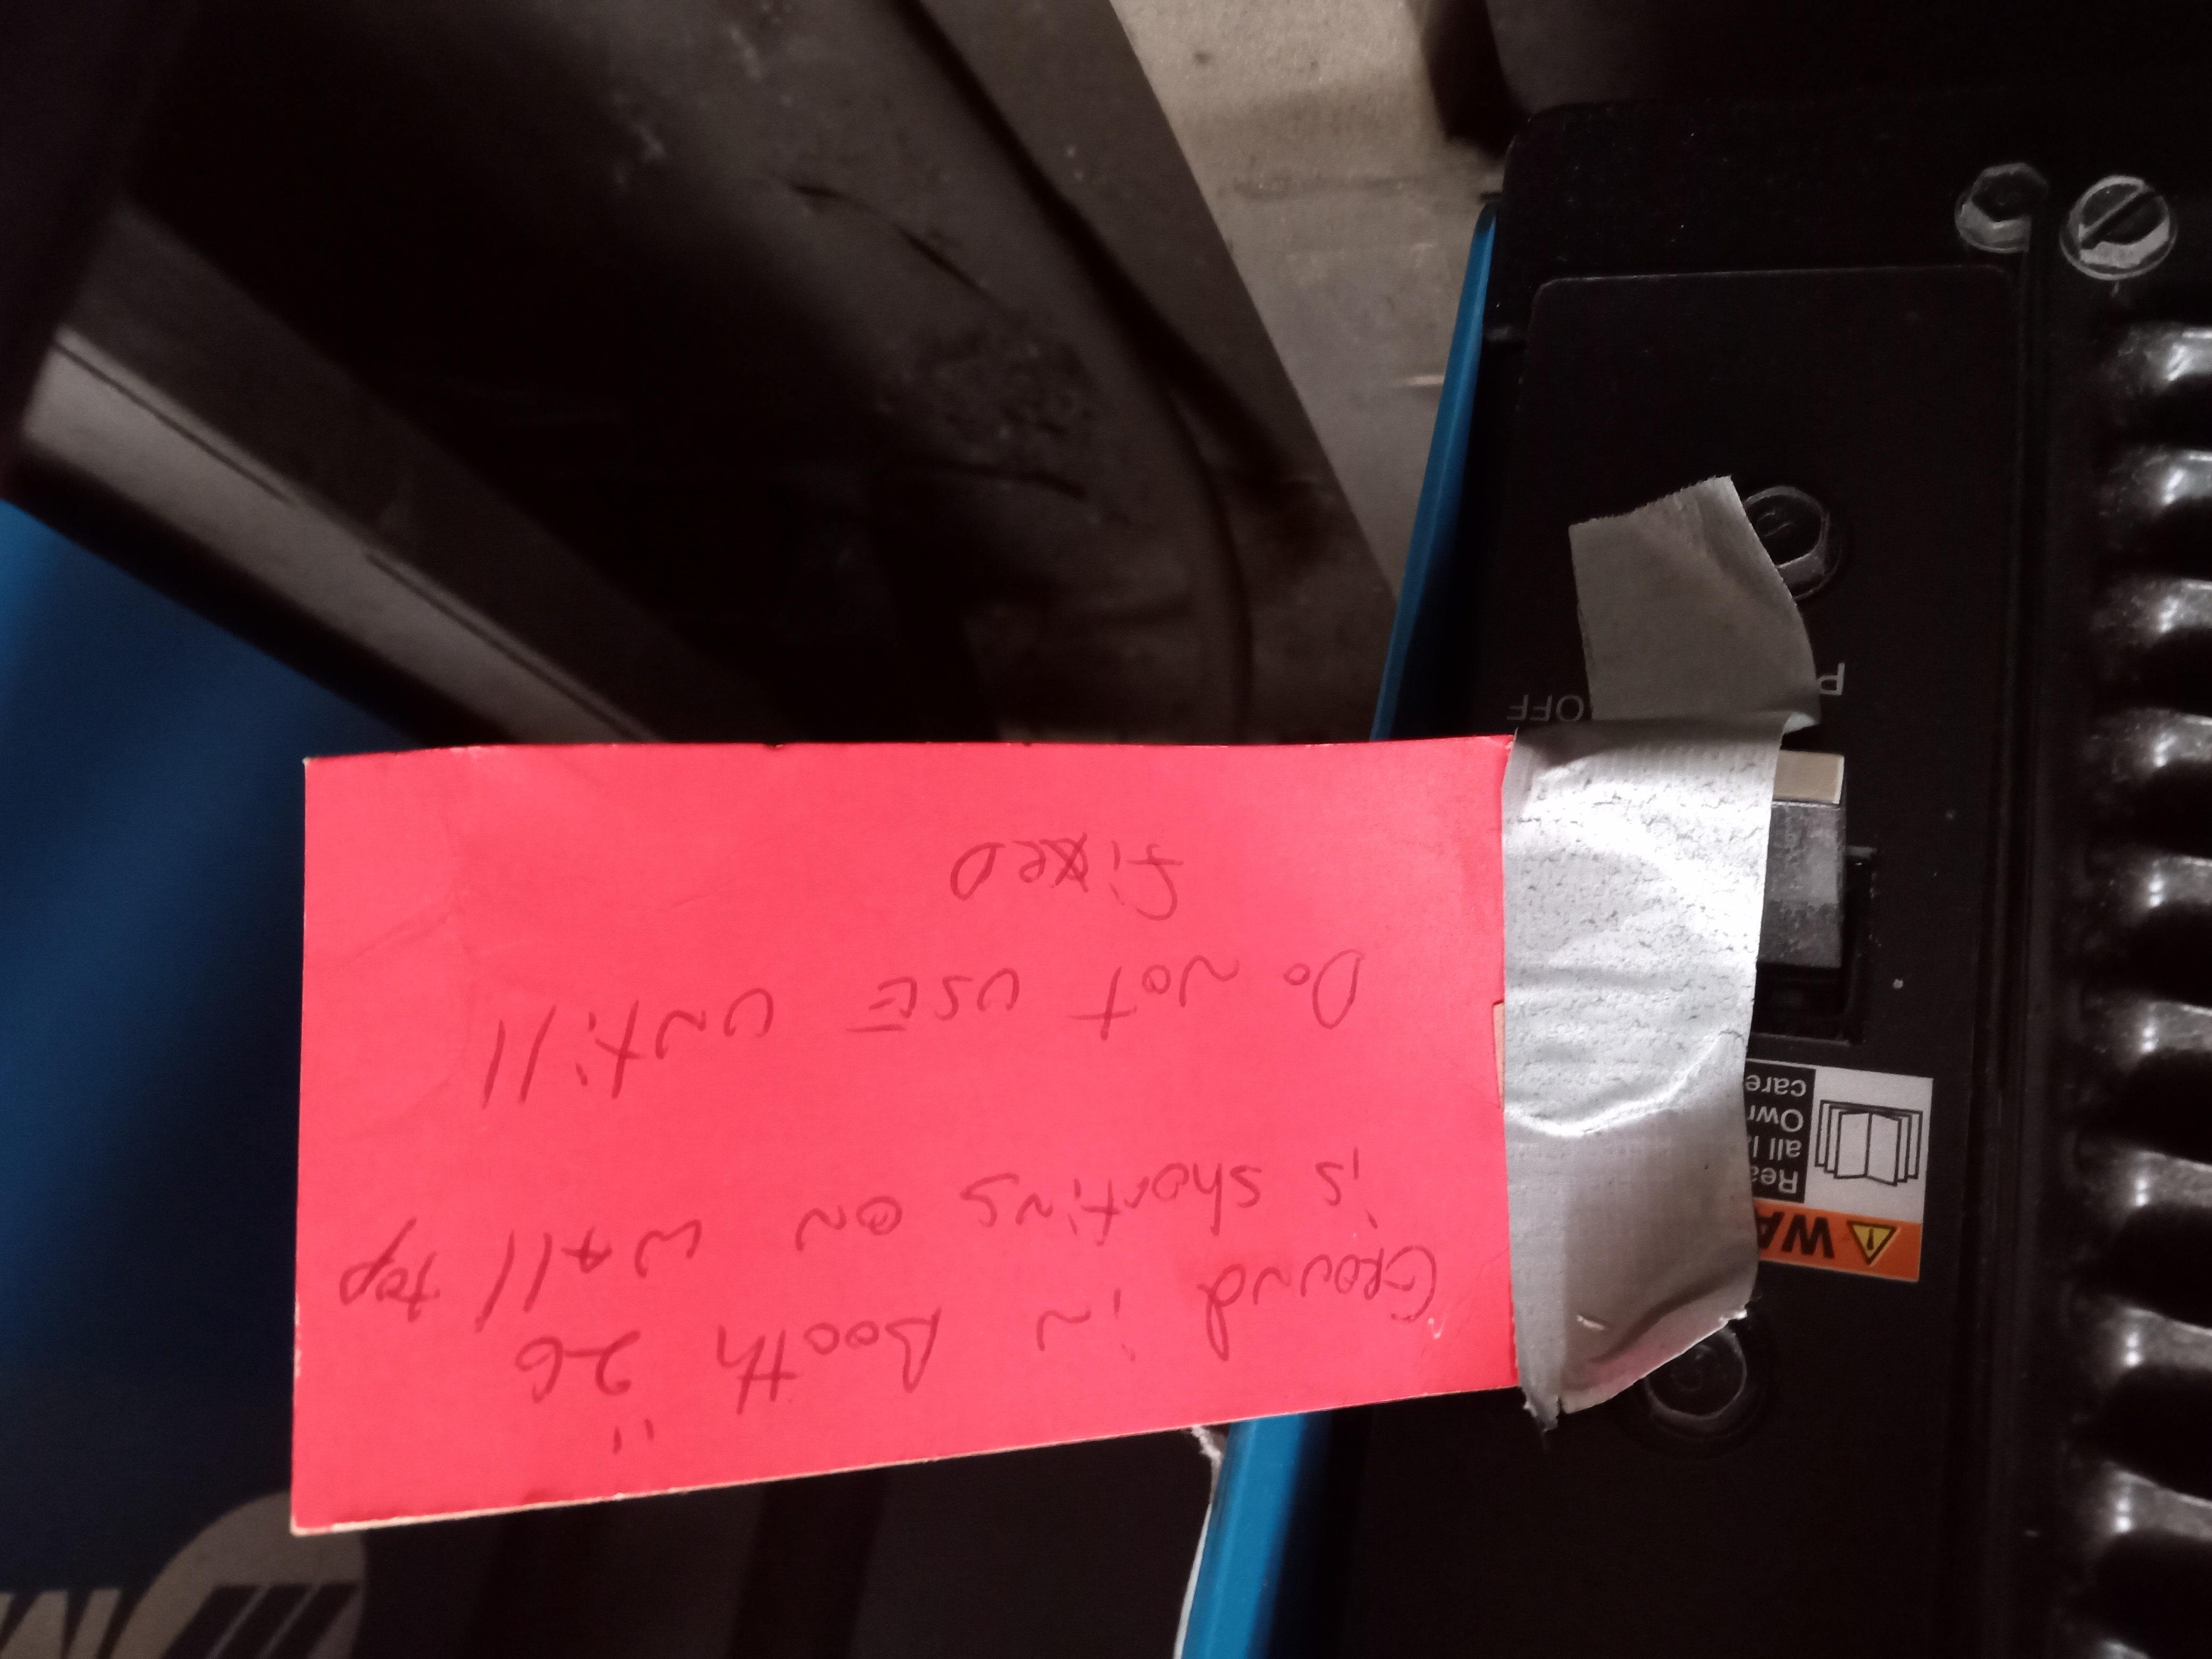 Ground in Booth "26
is shorting on wall top
Do not use untill
fixed
WA
Rea
all l
Own
care
OFF
P
M